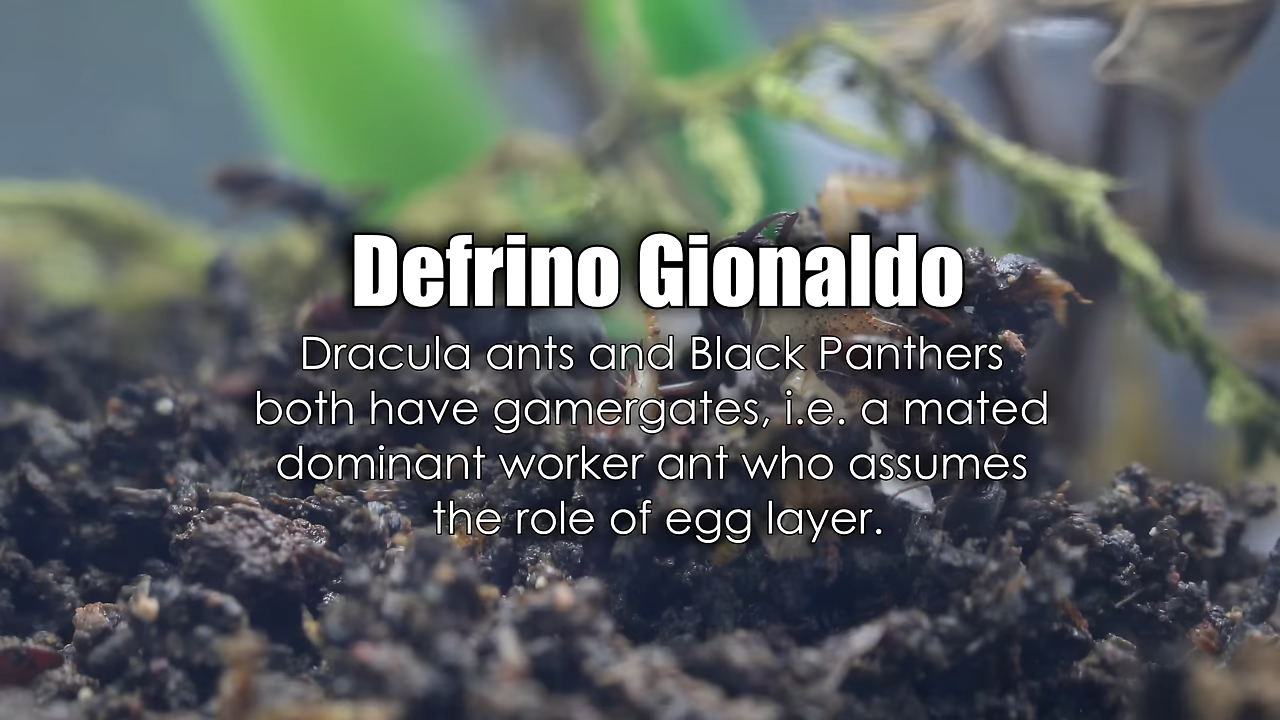 Defrino Gionaldo
Dracula ants and Black Panthers
both have gamergates, i.e. a mated
dominant worker ant who assumes
the role of egg layer.